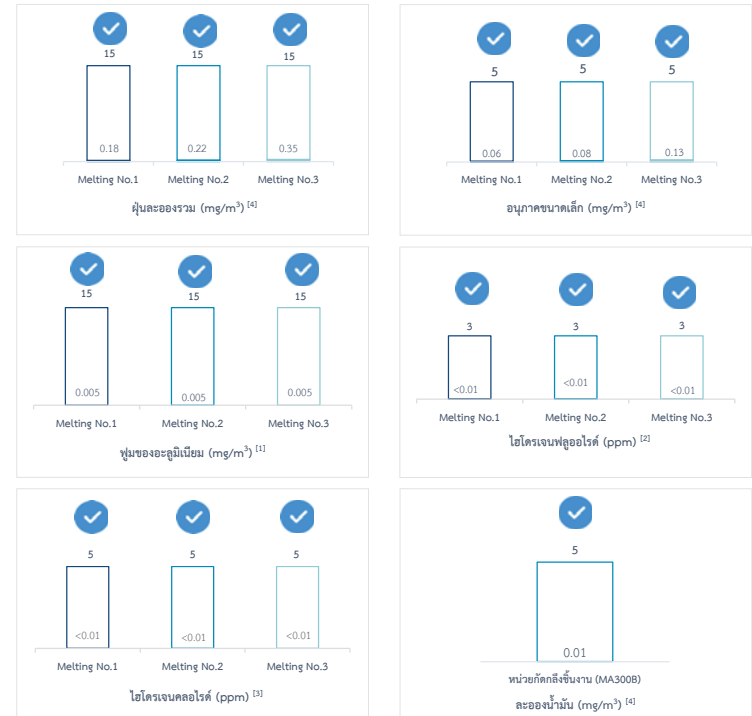 15 15 15
0.18 0.22 0.35
Melting No.1 Melting No.2 Melting No.3
ฝุ่นละอองรวม (mg/m³) [4]
5 5 5
0.06 0.08 0.13
Melting No.1 Melting No.2 Melting No.3
อนุภาคขนาดเล็ก (mg/m³) [4]
15 15 15
0.005 0.005 0.005
Melting No.1 Melting No.2 Melting No.3
ฟูมของอะลูมิเนียม (mg/m³) [1]
3 3 3
<0.01 <0.01 <0.01
Melting No.1 Melting No.2 Melting No.3
ไฮโดรเจนฟลูออไรด์ (ppm) [2]
5 5 5
<0.01 <0.01 <0.01
Melting No.1 Melting No.2 Melting No.3
ไฮโดรเจนคลอไรด์ (ppm) [3]
5
0.01
หน่วยกัดกลึงชิ้นงาน (MA300B)
ละอองน้ำมัน (mg/m³) [4]